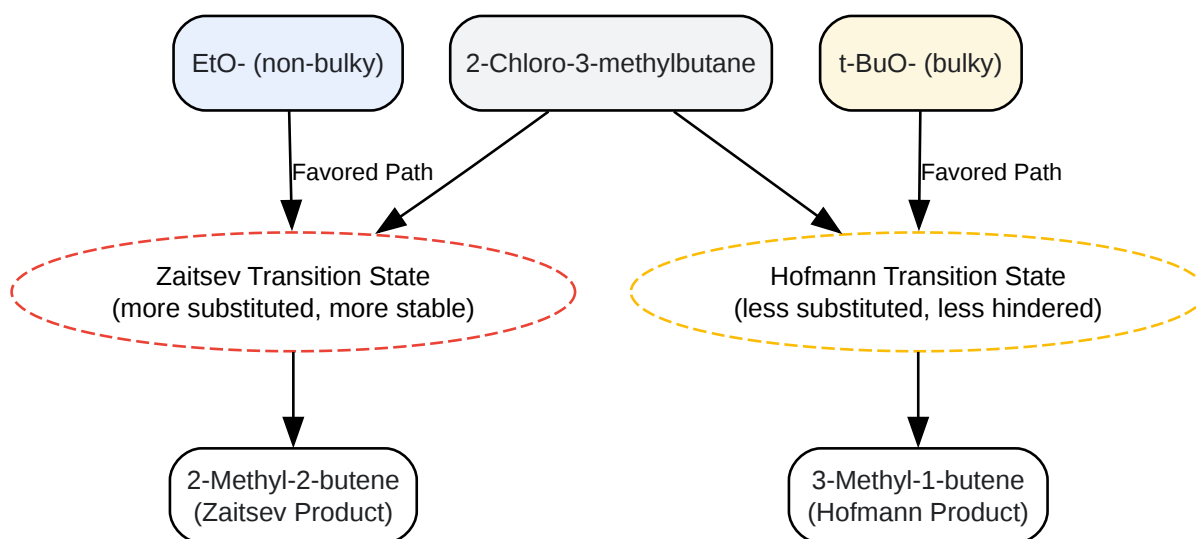 EtO- (non-bulky)
2-Chloro-3-methylbutane
t-BuO- (bulky)
Favored Path
Favored Path
Zaitsev Transition State
(more substituted, more stable)
Hofmann Transition State
(less substituted, less hindered)
2-Methyl-2-butene
(Zaitsev Product)
3-Methyl-1-butene
(Hofmann Product)